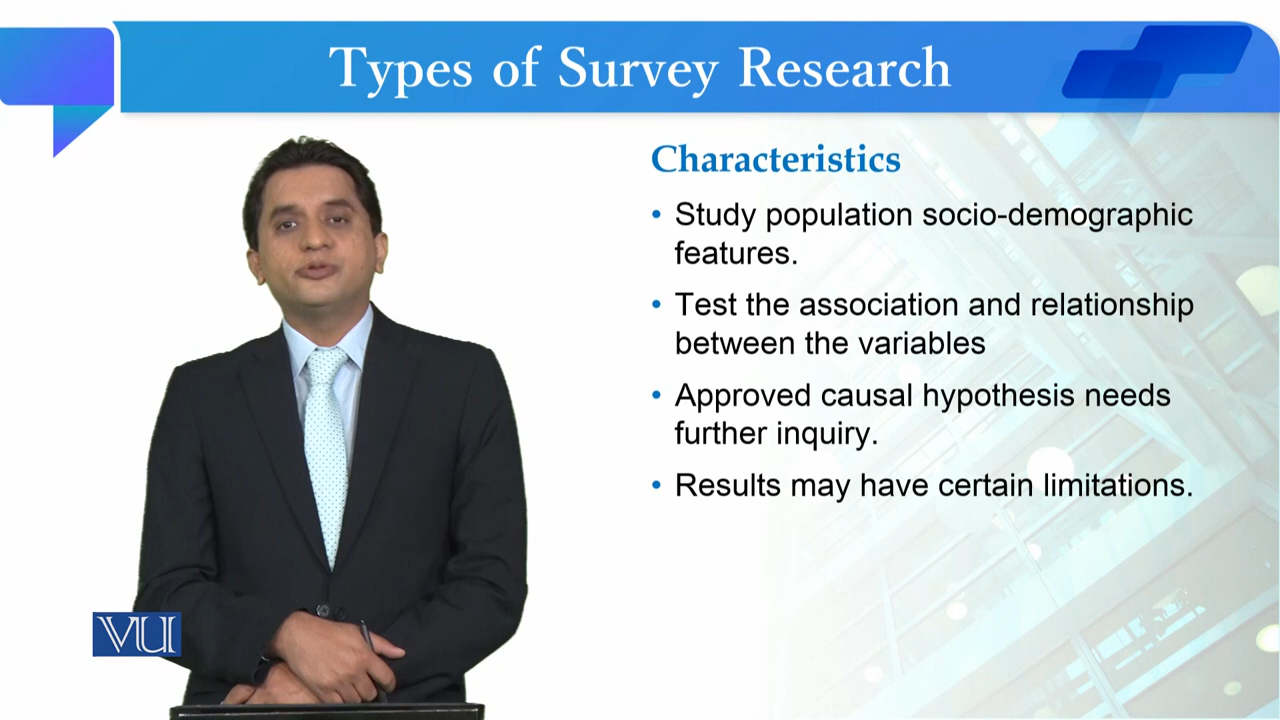 Types of Survey Research
Characteristics
• Study population socio-demographic
features.
• Test the association and relationship
between the variables
• Approved causal hypothesis needs
further inquiry.
• Results may have certain limitations.
VU